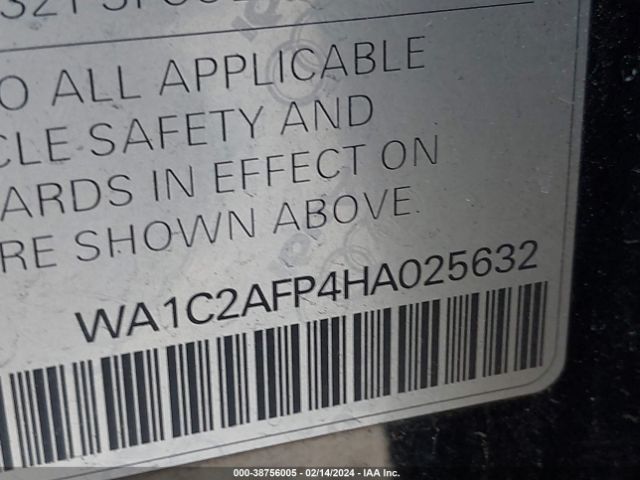 O ALL APPLICABLE
CLE SAFETY AND
ARDS IN EFFECT ON
RE SHOWN ABOVE.
WA1C2AFP4HA025632
000-38756005 - 02/14/2024 - IAA Inc.